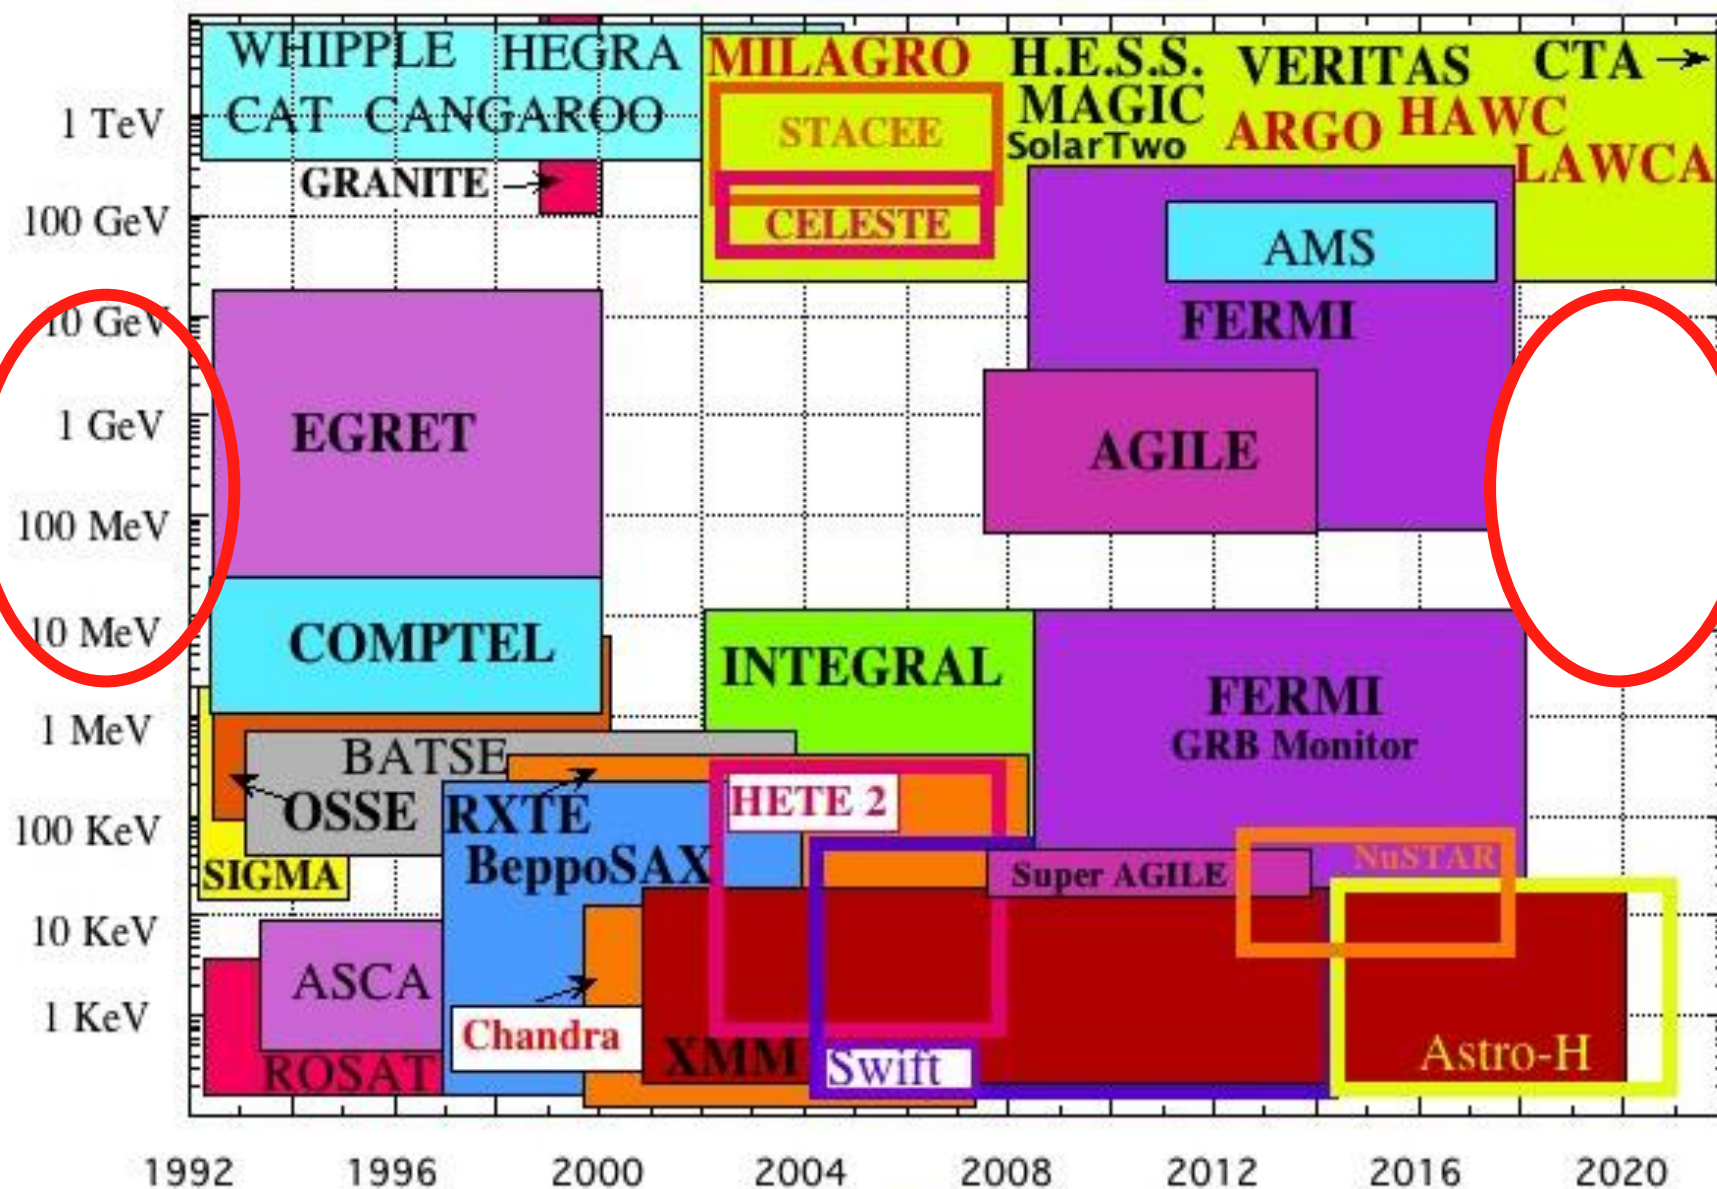 WHIPPLE HEGRA MILAGRO H.E.S.S. VERITAS CTA
1 TeV CAT CANGAROO STACEE MAGIC ARGO HAWC
SolarTwo LAWCA
GRANITE
100 GeV CELESTE AMS
10 GeV FERMI
1 GeV EGRET AGILE
100 MeV
10 MeV COMPTEL INTEGRAL FERMI
1 MeV BATSE GRB Monitor
100 KeV OSSE RXTE HETE 2
SIGMA BeppoSAX Super AGILE NuSTAR
10 KeV
ASCA
1 KeV Chandra XMM Astro-H
ROSAT Swift
1992 1996 2000 2004 2008 2012 2016 2020